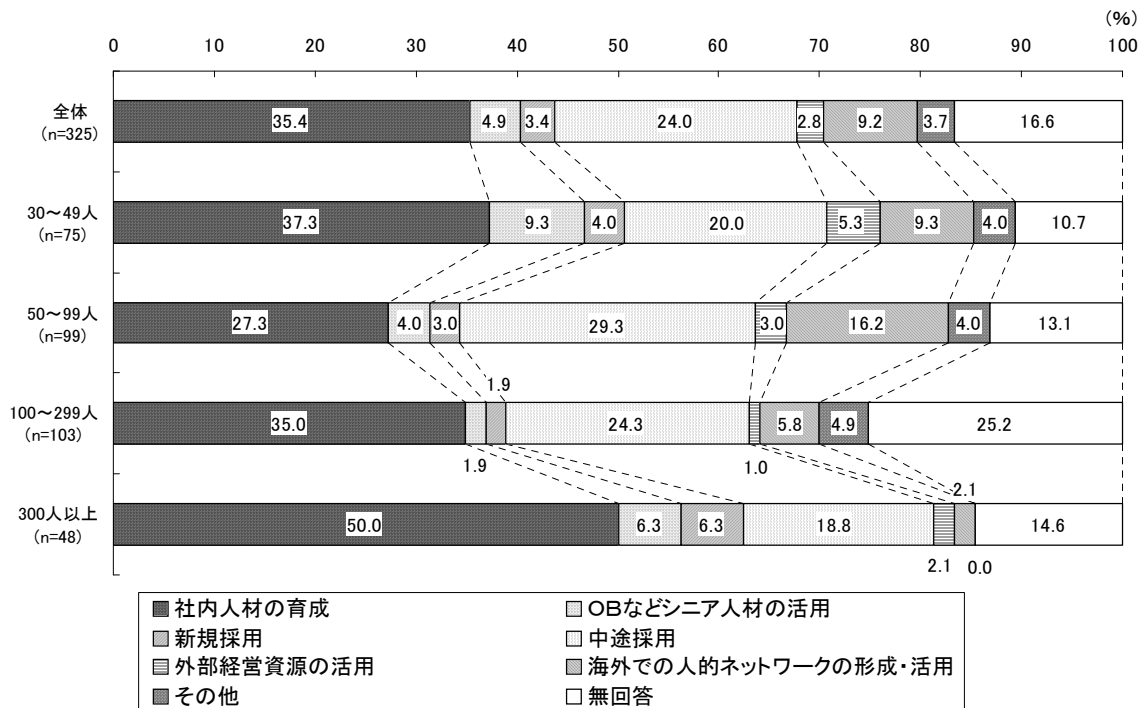 (%)
0 10 20 30 40 50 60 70 80 90 100
全体
(n=325)
35.4 4.9 3.4 24.0 2.8 9.2 3.7 16.6
30～49人
(n=75)
37.3 9.3 4.0 20.0 5.3 9.3 4.0 10.7
50～99人
(n=99)
27.3 4.0 3.0 29.3 3.0 16.2 4.0 13.1
1.9
100～299人
(n=103)
35.0 24.3 5.8 4.9 25.2
1.9 1.0
2.1
300人以上
(n=48)
50.0 6.3 6.3 18.8 14.6
2.1 0.0
社内人材の育成 OBなどシニア人材の活用
新規採用 中途採用
外部経営資源の活用 海外での人的ネットワークの形成・活用
その他 無回答